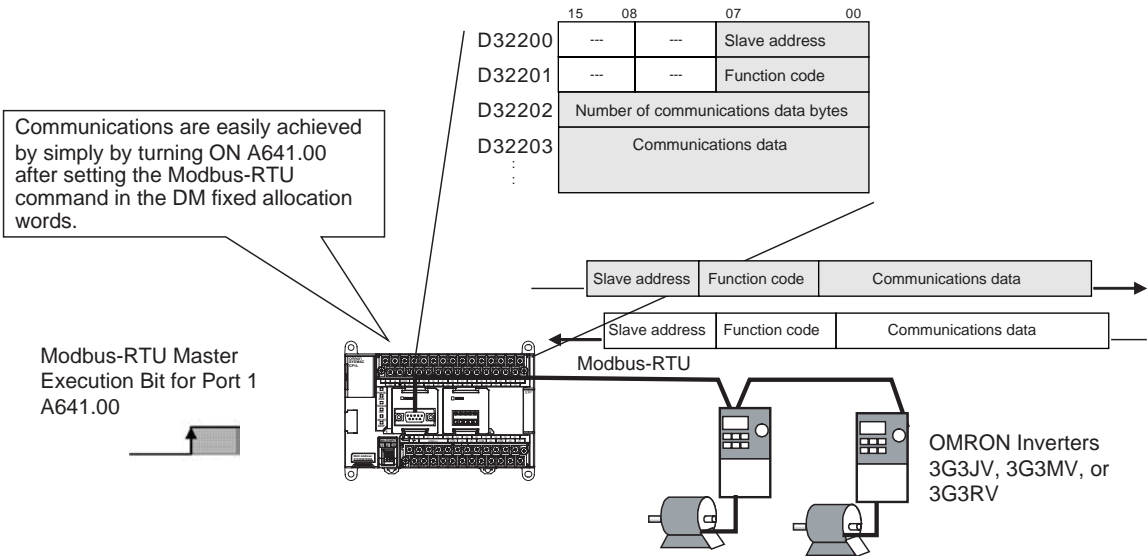 15 08 07 00
D32200 --- --- Slave address
D32201 --- --- Function code
D32202 Number of communications data bytes
D32203 Communications data
Communications are easily achieved
by simply by turning ON A641.00
after setting the Modbus-RTU
command in the DM fixed allocation
words.
Slave address Function code Communications data
Slave address Function code Communications data
Modbus-RTU
Modbus-RTU Master
Execution Bit for Port 1
A641.00
OMRON Inverters
3G3JV, 3G3MV, or
3G3RV